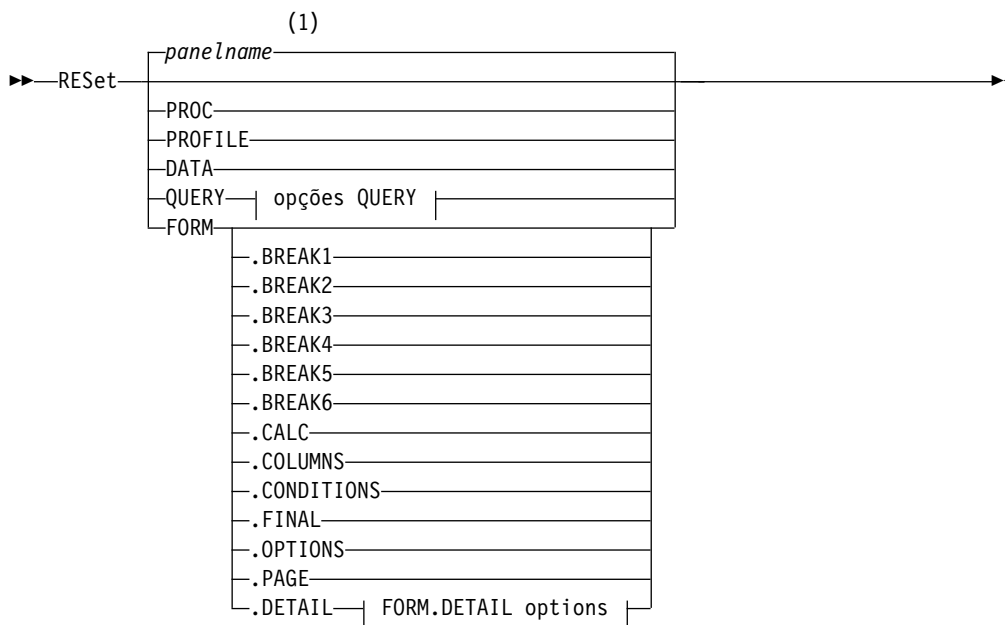 (1)
panelname
RESet
PROC
PROFILE
DATA
QUERY opções QUERY
FORM
.BREAK1
.BREAK2
.BREAK3
.BREAK4
.BREAK5
.BREAK6
.CALC
.COLUMNS
.CONDITIONS
.FINAL
.OPTIONS
.PAGE
.DETAIL FORM.DETAIL options